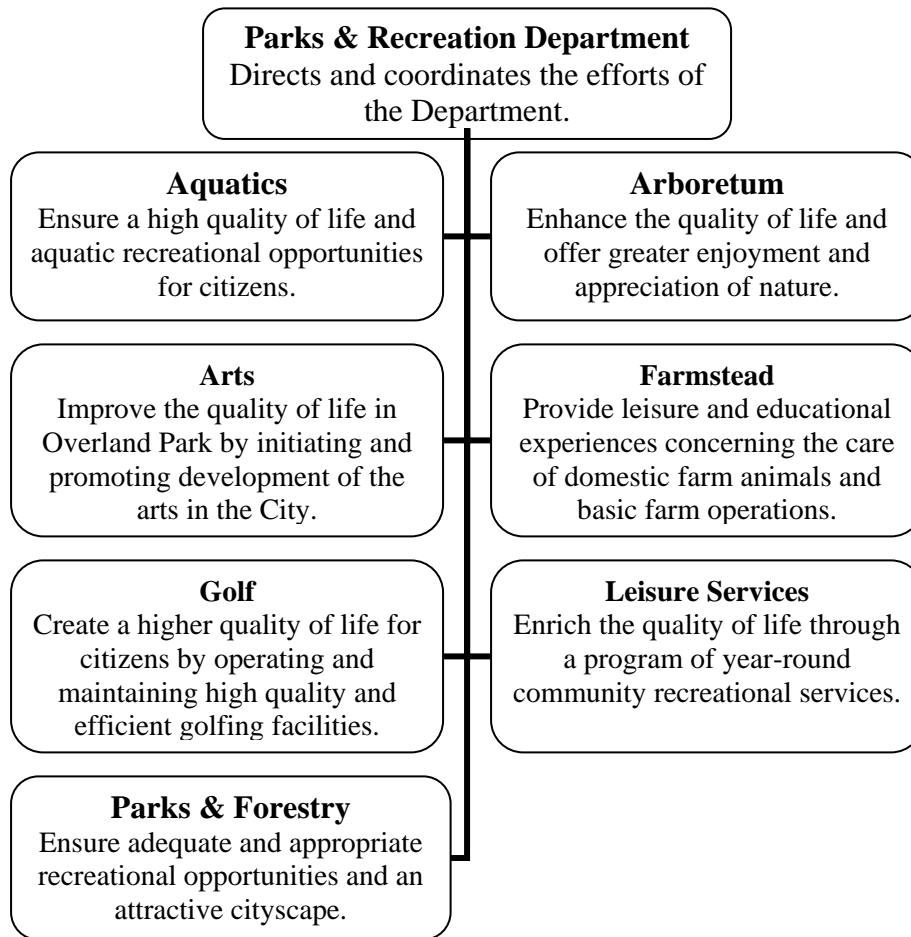 Parks & Recreation Department
Directs and coordinates the efforts of
the Department.
Aquatics
Ensure a high quality of life and
aquatic recreational opportunities
for citizens.
Arboretum
Enhance the quality of life and
offer greater enjoyment and
appreciation of nature.
Arts
Improve the quality of life in
Overland Park by initiating and
promoting development of the
arts in the City.
Farmstead
Provide leisure and educational
experiences concerning the care
of domestic farm animals and
basic farm operations.
Golf
Create a higher quality of life for
citizens by operating and
maintaining high quality and
efficient golfing facilities.
Leisure Services
Enrich the quality of life through
a program of year-round
community recreational services.
Parks & Forestry
Ensure adequate and appropriate
recreational opportunities and an
attractive cityscape.